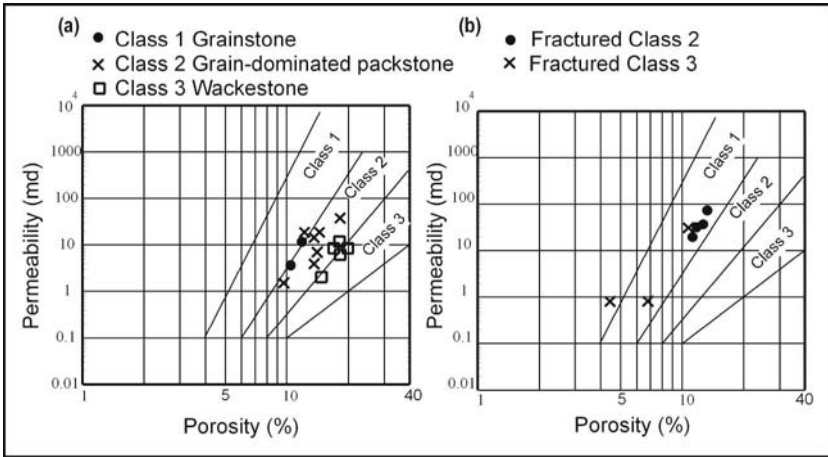 (a)
● Class 1 Grainstone
× Class 2 Grain-dominated packstone
□ Class 3 Wackestone
10⁴
1000
100
10
1
0.1
0.01
Permeability (md)
Class 1
Class 2
Class 3
1
5
10
40
Porosity (%)
(b)
● Fractured Class 2
× Fractured Class 3
10⁴
1000
100
10
1
0.1
0.01
Permeability (md)
Class 1
Class 2
Class 3
1
5
10
40
Porosity (%)